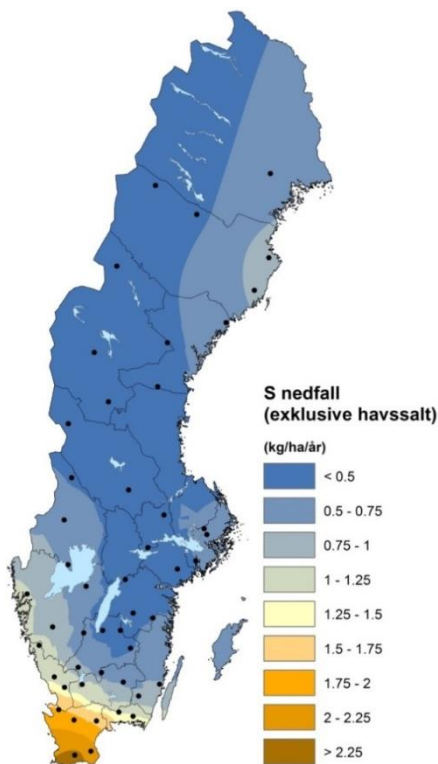 S nedfall
(exklusive havssalt)
(kg/ha/år)
< 0.5
0.5 - 0.75
0.75 - 1
1 - 1.25
1.25 - 1.5
1.5 - 1.75
1.75 - 2
2 - 2.25
> 2.25